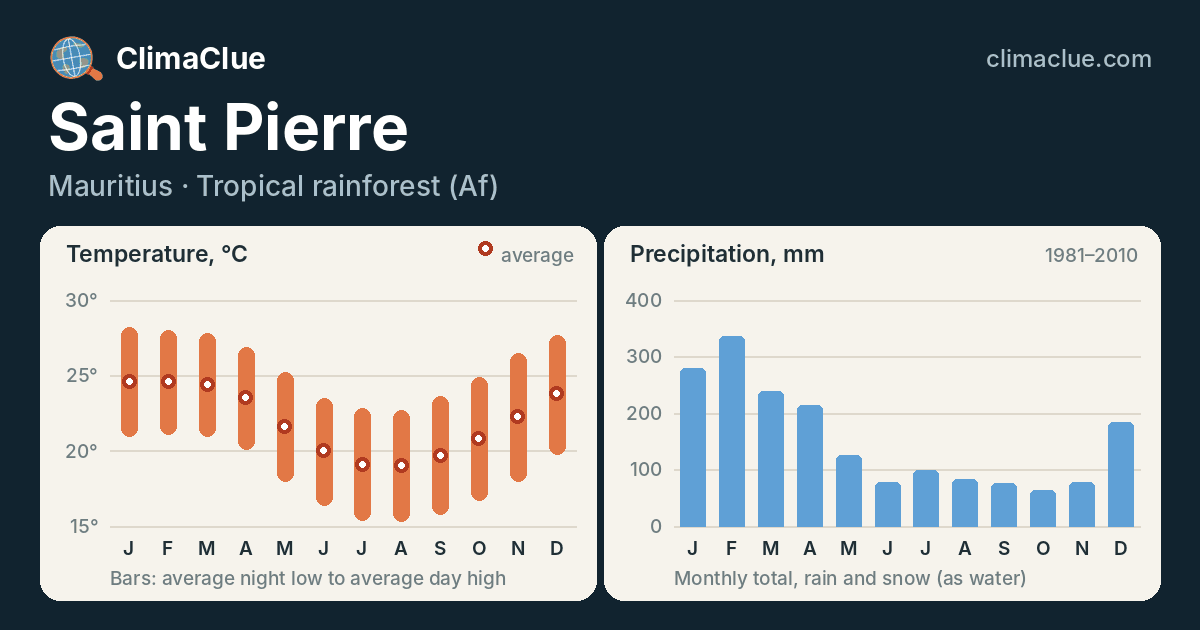 ClimaClue
climaclue.com
Saint Pierre
Mauritius · Tropical rainforest (Af)
Temperature, °C
average
30°
25°
20°
15°
J F M A M J J A S O N D
Bars: average night low to average day high
Precipitation, mm
1981–2010
400
300
200
100
0
J F M A M J J A S O N D
Monthly total, rain and snow (as water)